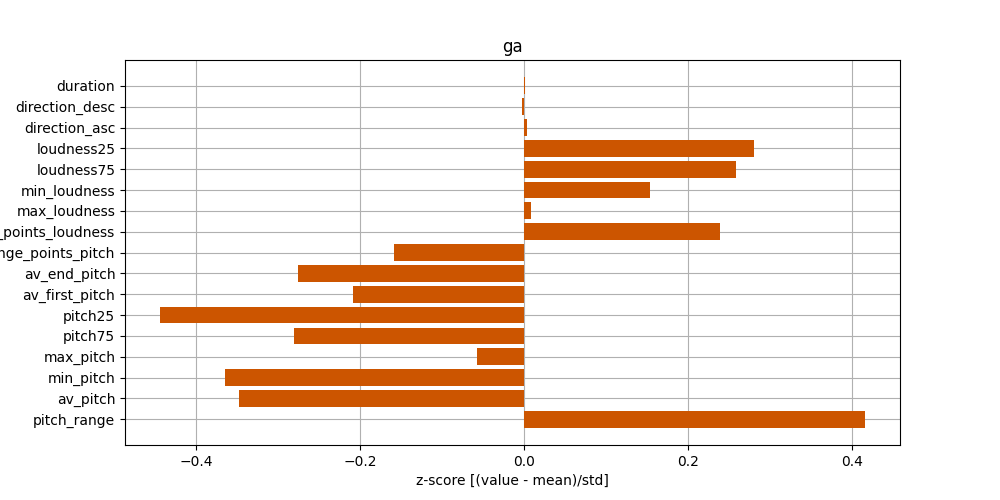 ga
duration
direction_desc
direction_asc
loudness25
loudness75
min_loudness
max_loudness
_points_loudness
nge_points_pitch
av_end_pitch
av_first_pitch
pitch25
pitch75
max_pitch
min_pitch
av_pitch
pitch_range
−0.4 −0.2 0.0 0.2 0.4
z-score [(value - mean)/std]